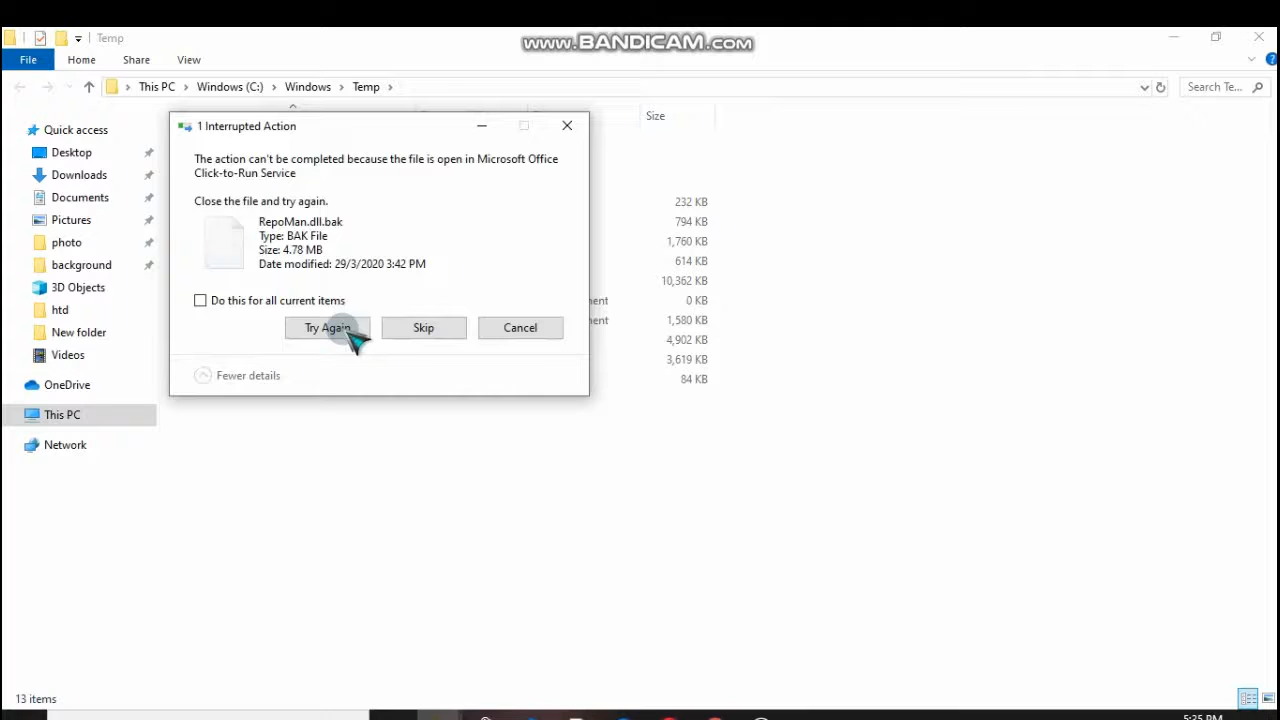 Temp
www.BANDICAM.com
File
Home
Share
View
This PC
Windows (C:)
Windows
Temp
Search Te...
Size
Quick access
Desktop
Downloads
Documents
Pictures
photo
background
3D Objects
htd
New folder
Videos
OneDrive
This PC
Network
1 Interrupted Action
The action can't be completed because the file is open in Microsoft Office
Click-to-Run Service
Close the file and try again.
RepoMan.dll.bak
Type: BAK File
Size: 4.78 MB
Date modified: 29/3/2020 3:42 PM
Do this for all current items
Try Again
Skip
Cancel
Fewer details
232 KB
794 KB
1,760 KB
614 KB
10,362 KB
ent 0 KB
ent 1,580 KB
4,902 KB
3,619 KB
84 KB
13 items
5:25 PM